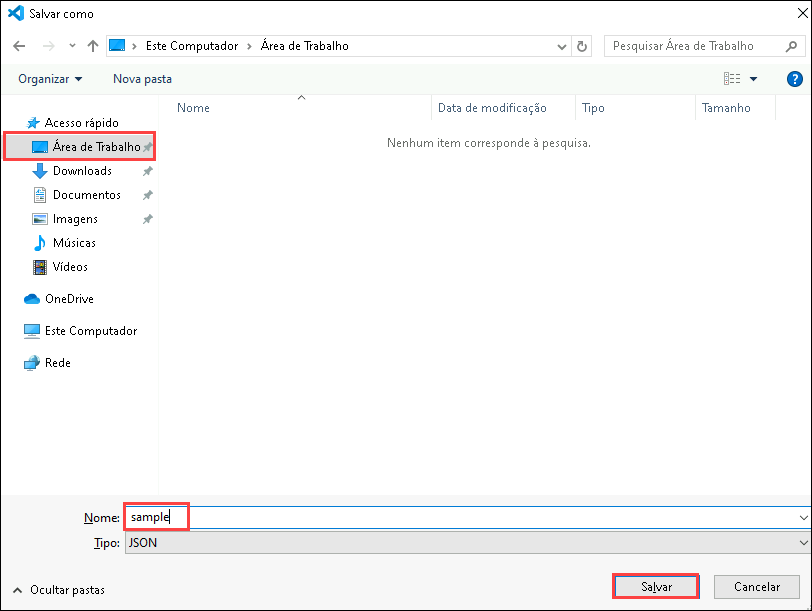 Salvar como
Este Computador > Área de Trabalho
Pesquisar Área de Trabalho
Organizar
Nova pasta
?
Nome
Data de modificação
Tipo
Tamanho
Nenhum item corresponde à pesquisa.
Acesso rápido
Área de Trabalho
Downloads
Documentos
Imagens
Músicas
Vídeos
OneDrive
Este Computador
Rede
Nome: sample
Tipo: JSON
Ocultar pastas
Salvar
Cancelar